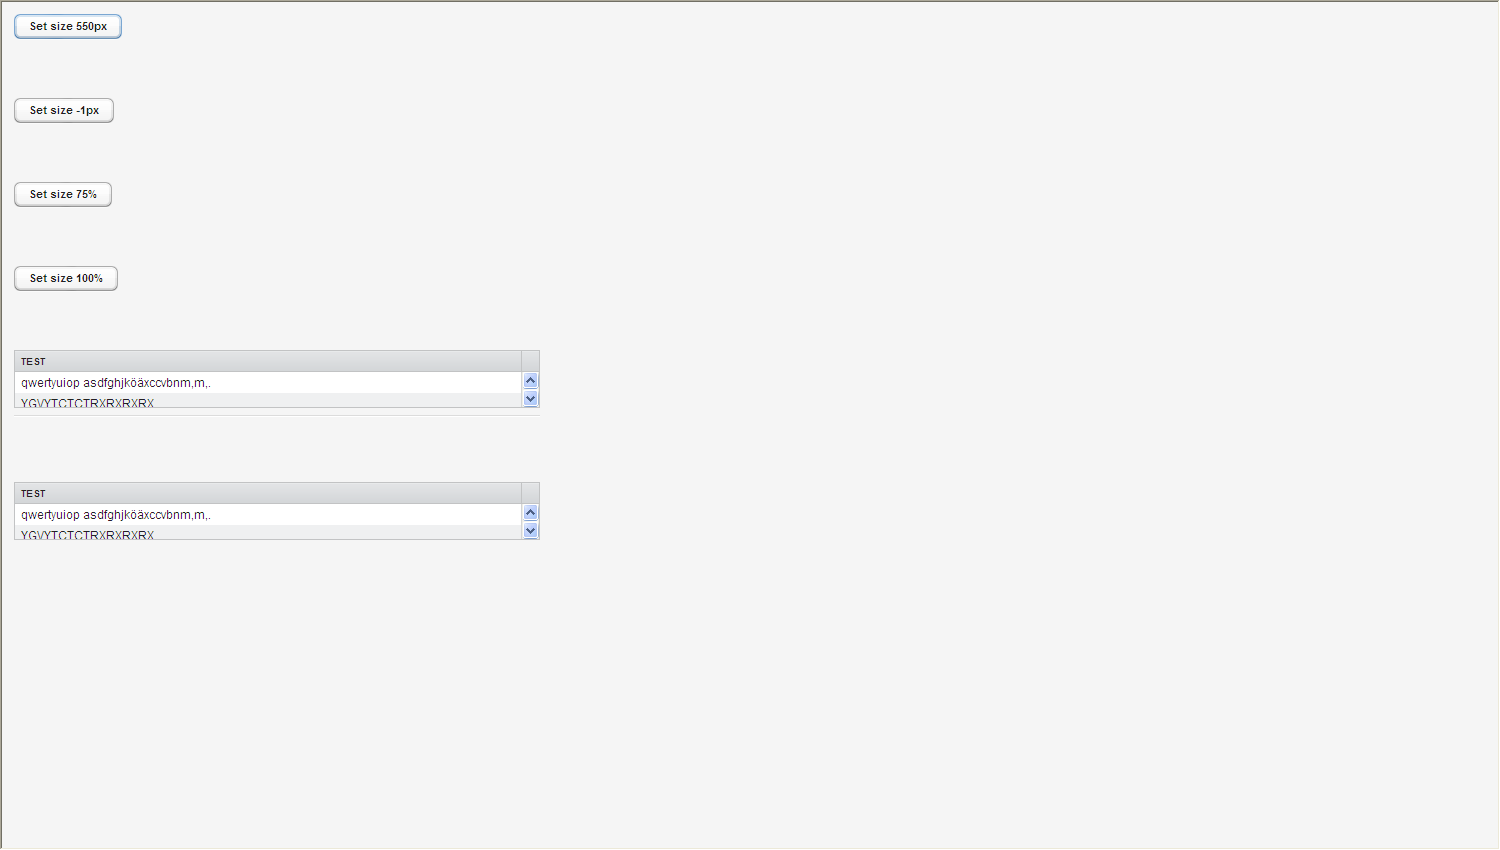 Set size 550px
Set size -1px
Set size 75%
Set size 100%
TEST
qwertyuiop asdfghjköäxccvbnm,m,.
YGVYTCTCTRXRXRXRX
TEST
qwertyuiop asdfghjköäxccvbnm,m,.
YGVYTCTCTRXRXRXRX